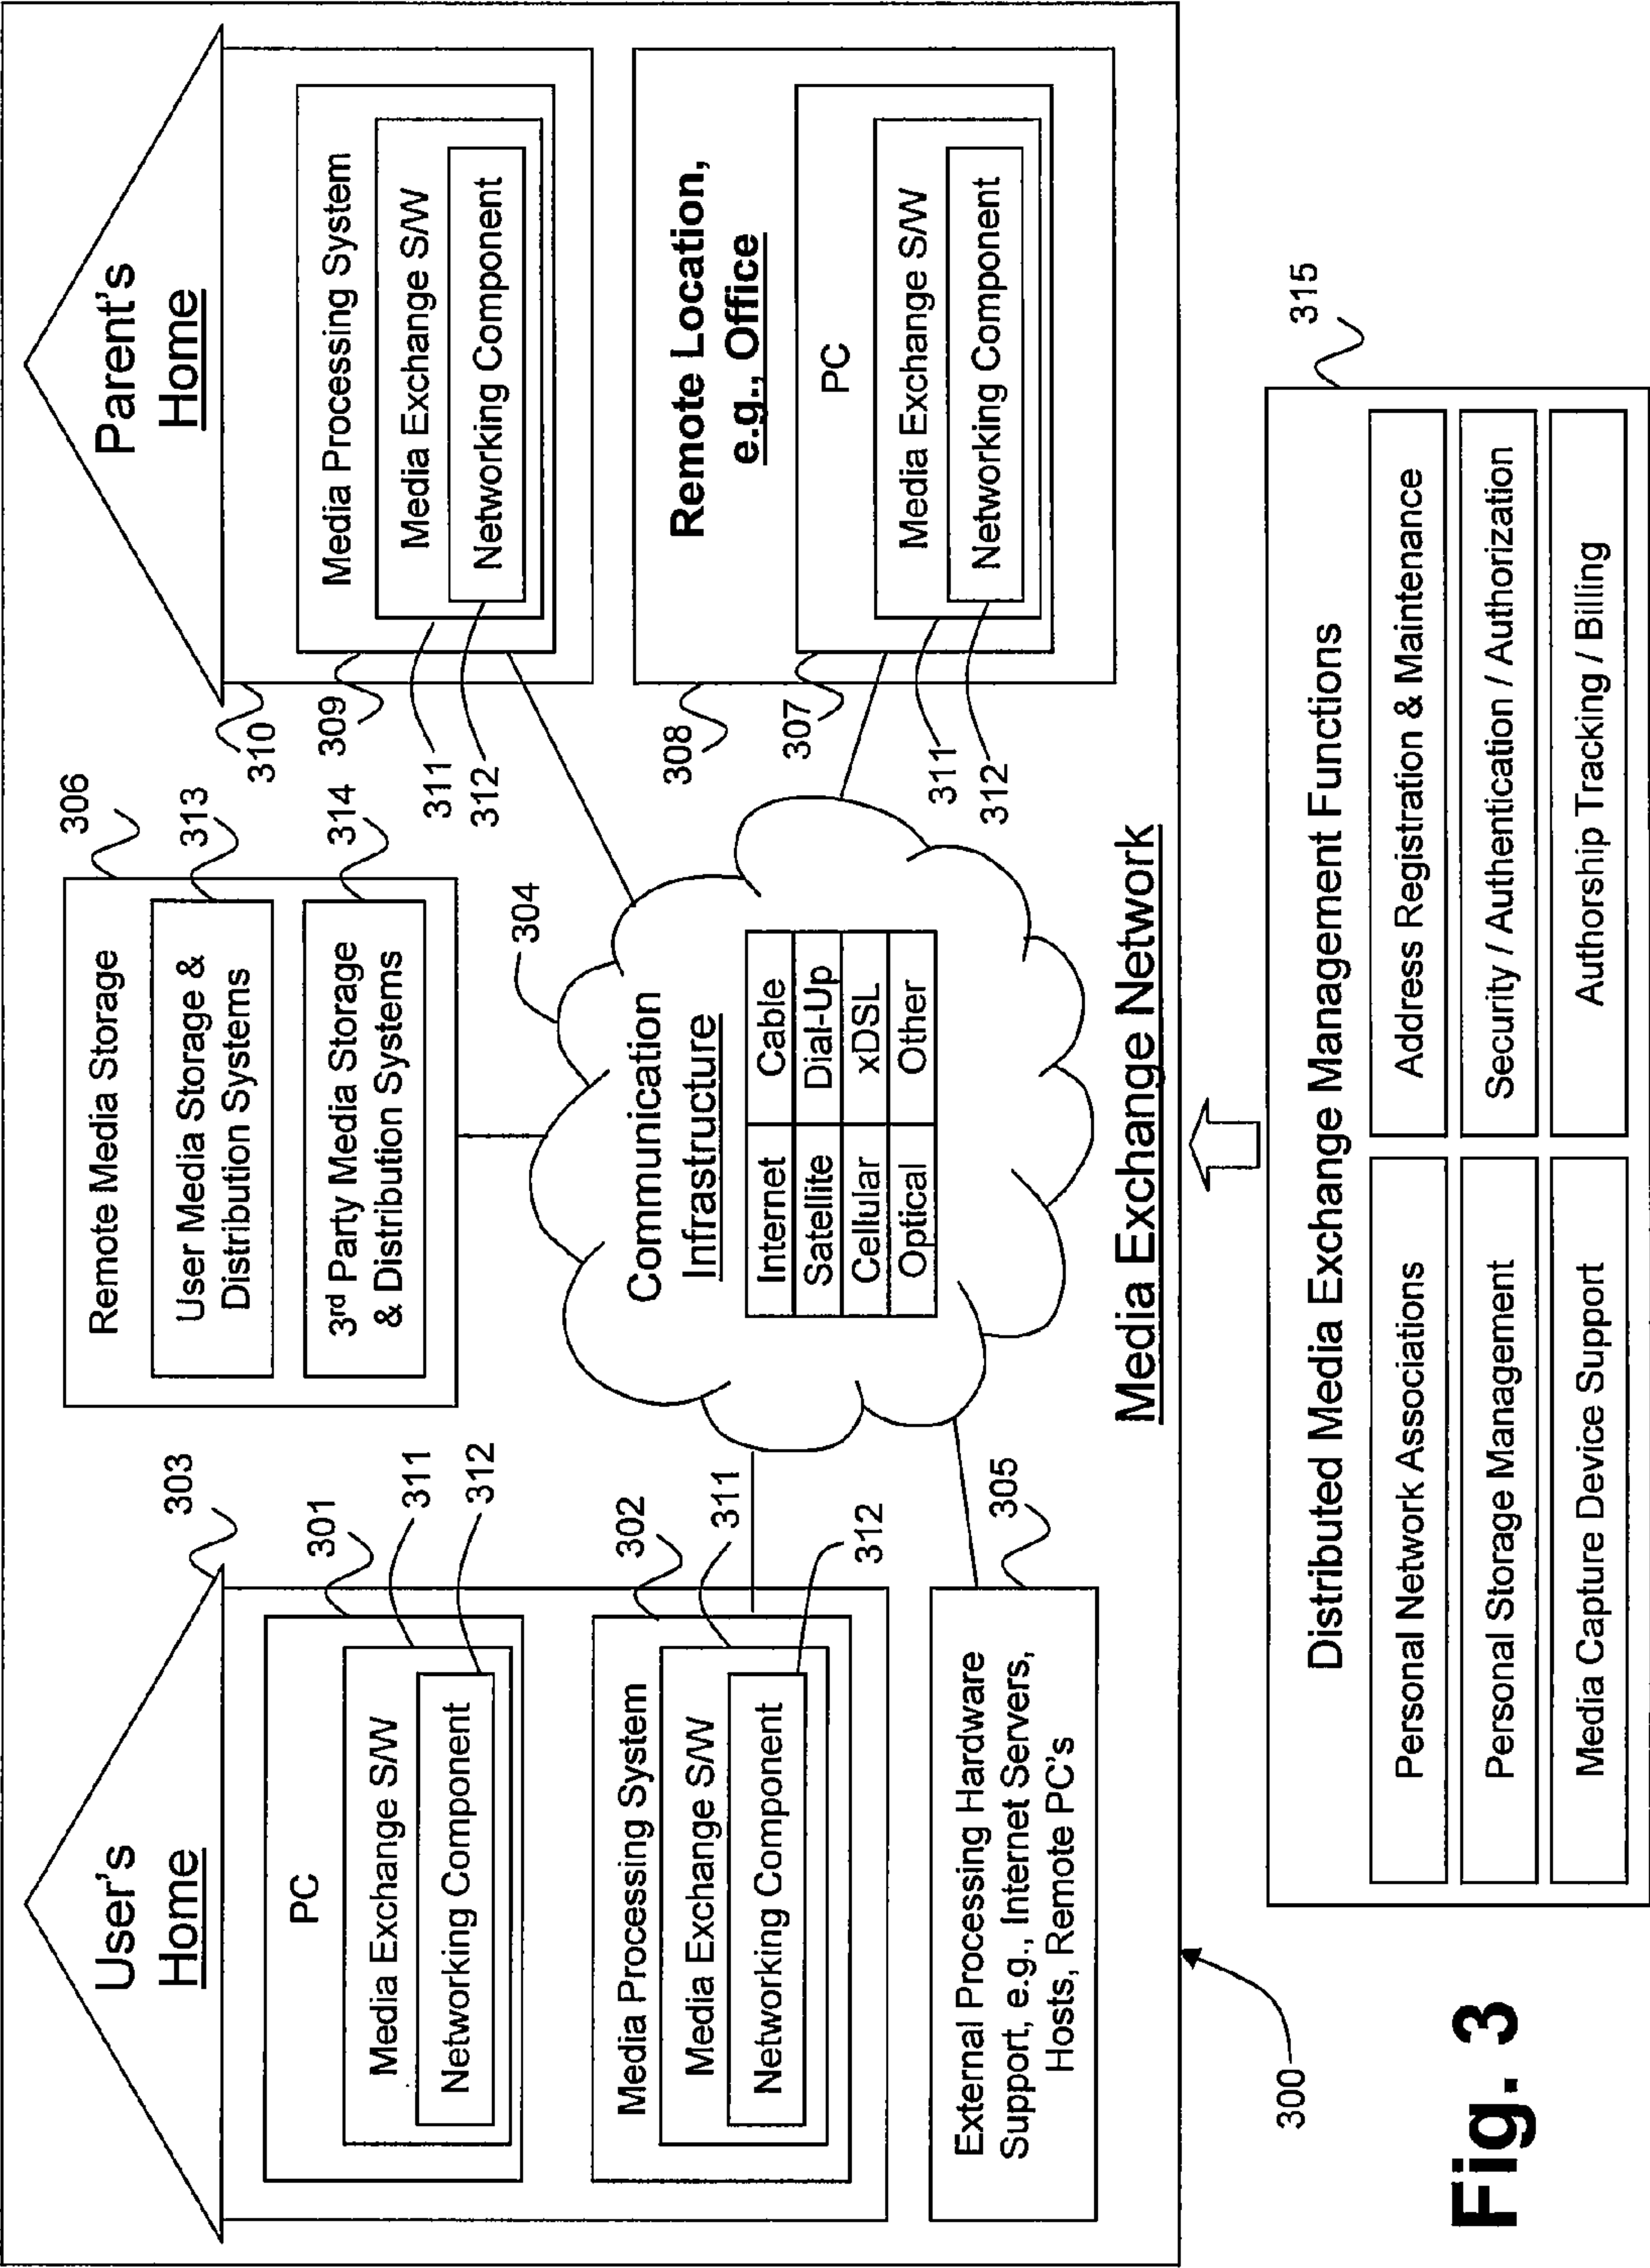 User's
Home
303
PC
301
Media Exchange S/W
311
Networking Component
312
Media Processing System
302
Media Exchange S/W
311
Networking Component
312
External Processing Hardware
Support, e.g., Internet Servers,
Hosts, Remote PC's
305
306
Remote Media Storage
313
User Media Storage &
Distribution Systems
314
3rd Party Media Storage
& Distribution Systems
304
Communication
Infrastructure
Internet Cable
Satellite Dial-Up
Cellular xDSL
Optical Other
Parent's
Home
310
Media Processing System
309
Media Exchange S/W
311
Networking Component
312
Remote Location,
e.g., Office
308
PC
307
Media Exchange S/W
311
Networking Component
312
Media Exchange Network
300
315
Distributed Media Exchange Management Functions
Personal Network Associations
Address Registration & Maintenance
Personal Storage Management
Security / Authentication / Authorization
Media Capture Device Support
Authorship Tracking / Billing
Fig. 3